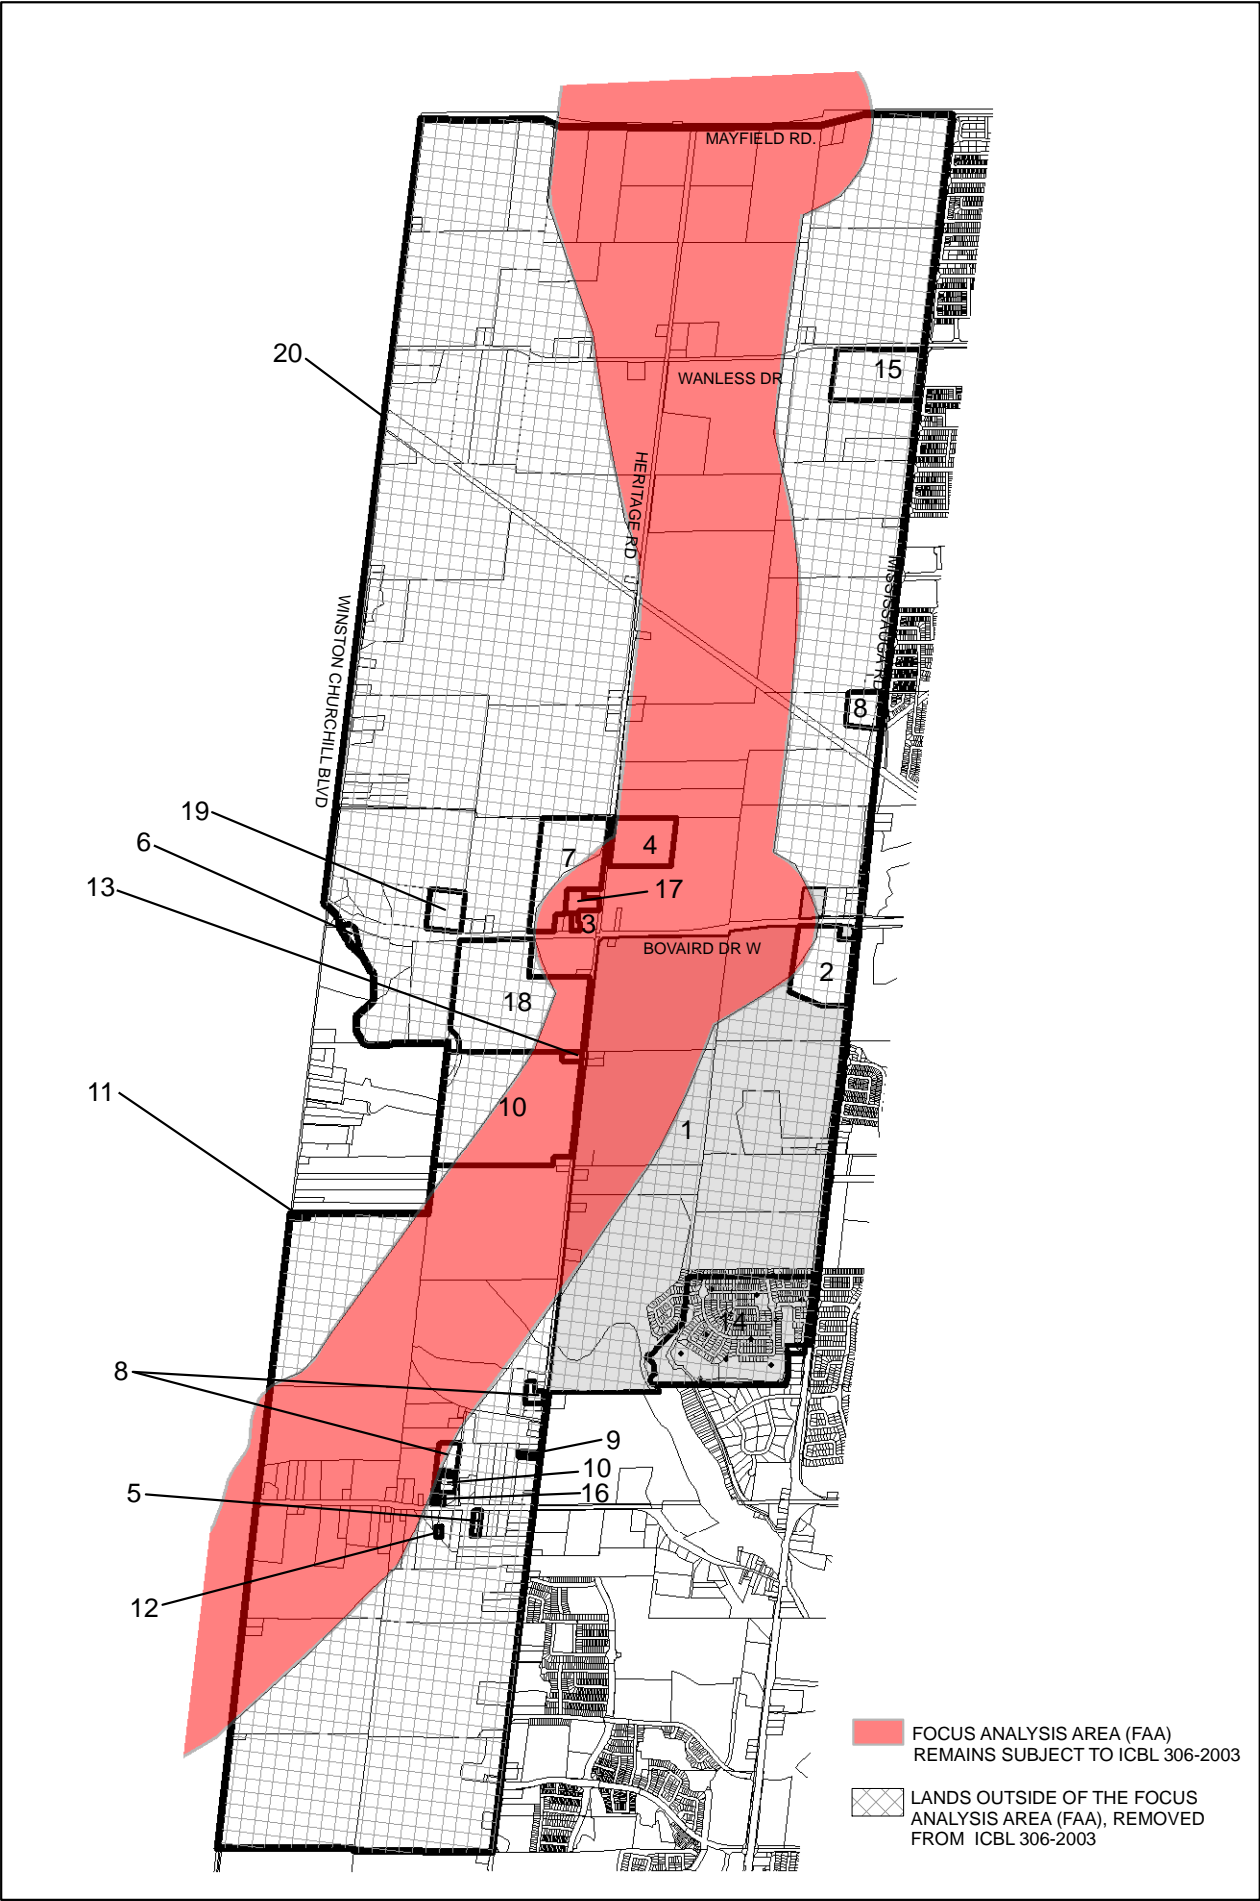 MAYFIELD RD.
20
15
WANLESS DR
HERITAGE RD
MISSISSAUGA RD.
WINSTON CHURCHILL BLVD
8
19
6
7
4
13
17
3
BOVAIRD DR W
2
18
11
10
1
14
8
9
10
5
16
12
FOCUS ANALYSIS AREA (FAA)
REMAINS SUBJECT TO ICBL 306-2003
LANDS OUTSIDE OF THE FOCUS
ANALYSIS AREA (FAA), REMOVED
FROM ICBL 306-2003